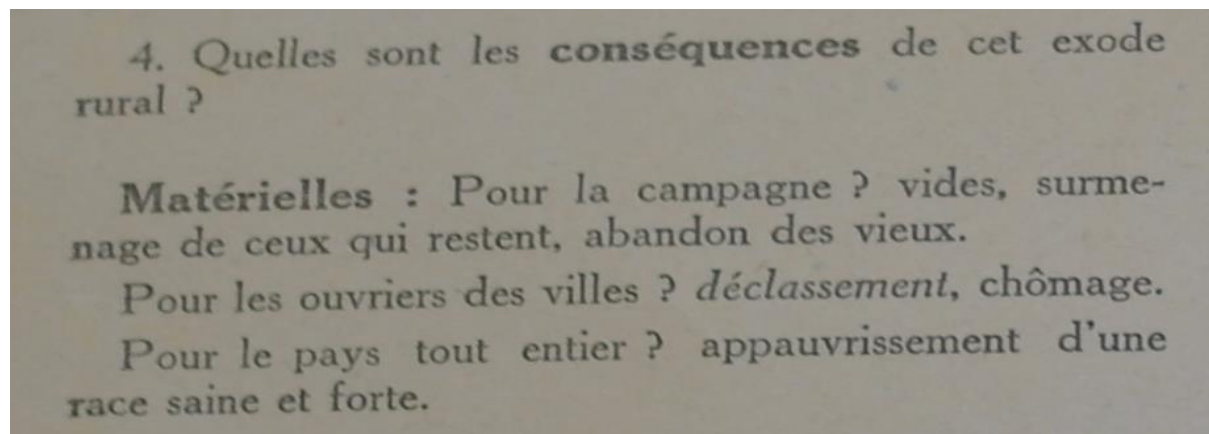 4. Quelles sont les conséquences de cet exode
rural ?
Matérielles : Pour la campagne ? vides, surme-
nage de ceux qui restent, abandon des vieux.
Pour les ouvriers des villes ? déclassement, chômage.
Pour le pays tout entier ? appauvrissement d'une
race saine et forte.